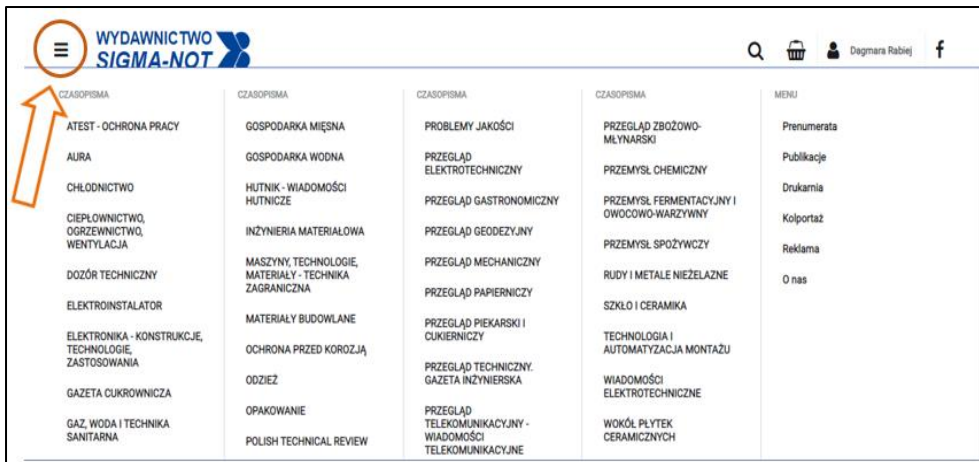 WYDAWNICTWO
SIGMA-NOT
Dagmara Rabiej
f
CZASOPISMA
ATEST - OCHRONA PRACY
AURA
CHŁODNICTWO
CIEPŁOWNICTWO,
OGRZEWNICTWO,
WENTYLACJA
DOZÓR TECHNICZNY
ELEKTROINSTALATOR
ELEKTRONIKA - KONSTRUKCJE,
TECHNOLOGIE,
ZASTOSOWANIA
GAZETA CUKROWNICZA
GAZ, WODA I TECHNIKA
SANITARNA
CZASOPISMA
GOSPODARKA MIĘSNA
GOSPODARKA WODNA
HUTNIK - WIADOMOŚCI
HUTNICZE
INŻYNIERIA MATERIAŁOWA
MASZYNY, TECHNOLOGIE,
MATERIAŁY - TECHNIKA
ZAGRANICZNA
MATERIAŁY BUDOWLANE
OCHRONA PRZED KOROZJĄ
ODZIEŻ
OPAKOWANIE
POLISH TECHNICAL REVIEW
CZASOPISMA
PROBLEMY JAKOŚCI
PRZEGLĄD
ELEKTROTECHNICZNY
PRZEGLĄD GASTRONOMICZNY
PRZEGLĄD GEODEZYJNY
PRZEGLĄD MECHANICZNY
PRZEGLĄD PAPIERNICZY
PRZEGLĄD PIEKARSKI I
CUKIERNICZY
PRZEGLĄD TECHNICZNY.
GAZETA INŻYNIERSKA
PRZEGLĄD
TELEKOMUNIKACYJNY -
WIADOMOŚCI
TELEKOMUNIKACYJNE
CZASOPISMA
PRZEGLĄD ZBOŻOWO-
MŁYNARSKI
PRZEMYSŁ CHEMICZNY
PRZEMYSŁ FERMENTACYJNY I
OWOCOWO-WARZYWNY
PRZEMYSŁ SPOŻYWCZY
RUDY I METALE NIEŻELAZNE
SZKŁO I CERAMIKA
TECHNOLOGIA I
AUTOMATYZACJA MONTAŻU
WIADOMOŚCI
ELEKTROTECHNICZNE
WOKÓŁ PŁYTEK
CERAMICZNYCH
MENU
Prenumerata
Publikacje
Drukarnia
Kolportaż
Reklama
O nas